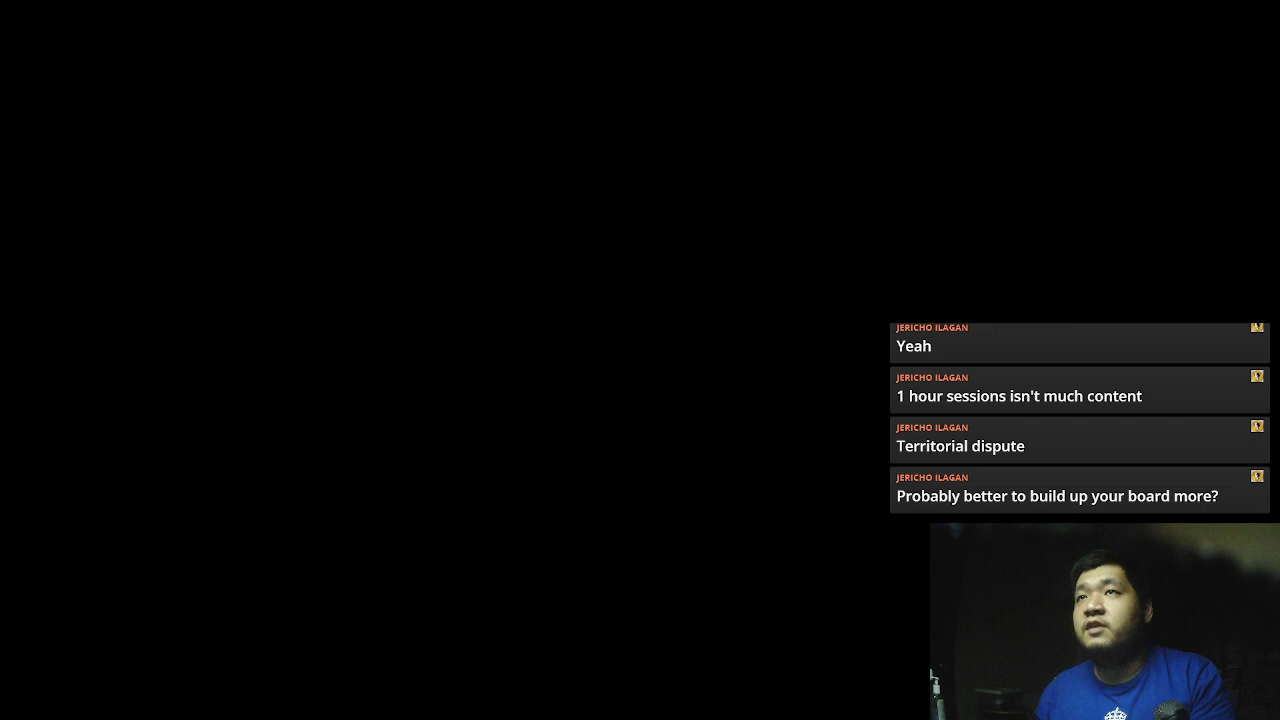 JERICHO ILAGAN
Yeah
JERICHO ILAGAN
1 hour sessions isn't much content
JERICHO ILAGAN
Territorial dispute
JERICHO ILAGAN
Probably better to build up your board more?